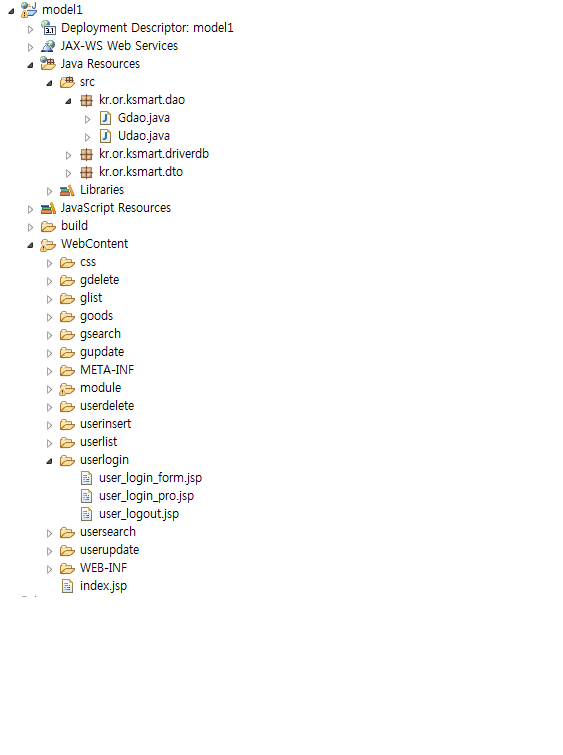 model1
Deployment Descriptor: model1
JAX-WS Web Services
Java Resources
src
kr.or.ksmart.dao
Gdao.java
Udao.java
kr.or.ksmart.driverdb
kr.or.ksmart.dto
Libraries
JavaScript Resources
build
WebContent
css
gdelete
glist
goods
gsearch
gupdate
META-INF
module
userdelete
userinsert
userlist
userlogin
user_login_form.jsp
user_login_pro.jsp
user_logout.jsp
usersearch
userupdate
WEB-INF
index.jsp